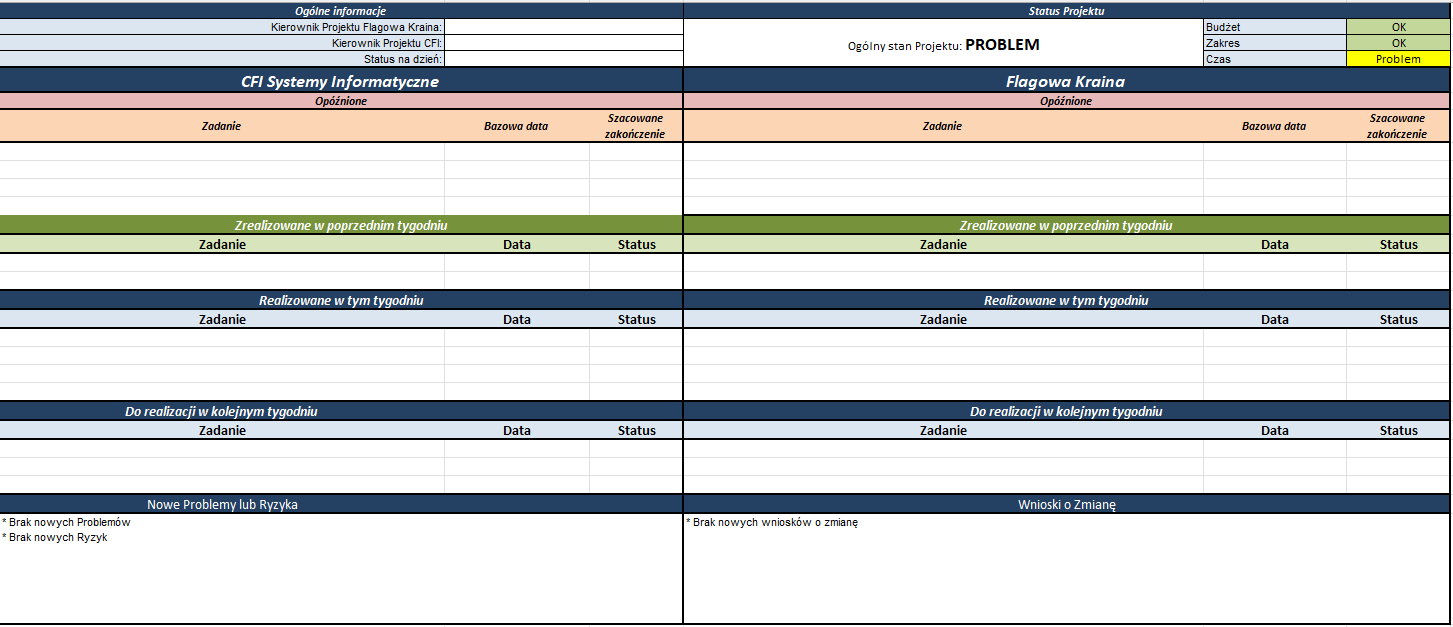 Ogólne informacje Status Projektu
Kierownik Projektu Flagowa Kraina: Budżet OK
Kierownik Projektu CFI: Ogólny stan Projektu: PROBLEM Zakres OK
Status na dzień: Czas Problem
CFI Systemy Informatyczne Flagowa Kraina
Opóźnione Opóźnione
Zadanie Bazowa data Szacowane zakończenie Zadanie Bazowa data Szacowane zakończenie
Zrealizowane w poprzednim tygodniu Zrealizowane w poprzednim tygodniu
Zadanie Data Status Zadanie Data Status
Realizowane w tym tygodniu Realizowane w tym tygodniu
Zadanie Data Status Zadanie Data Status
Do realizacji w kolejnym tygodniu Do realizacji w kolejnym tygodniu
Zadanie Data Status Zadanie Data Status
Nowe Problemy lub Ryzyka Wnioski o Zmianę
* Brak nowych Problemów * Brak nowych wniosków o zmianę
* Brak nowych Ryzyk